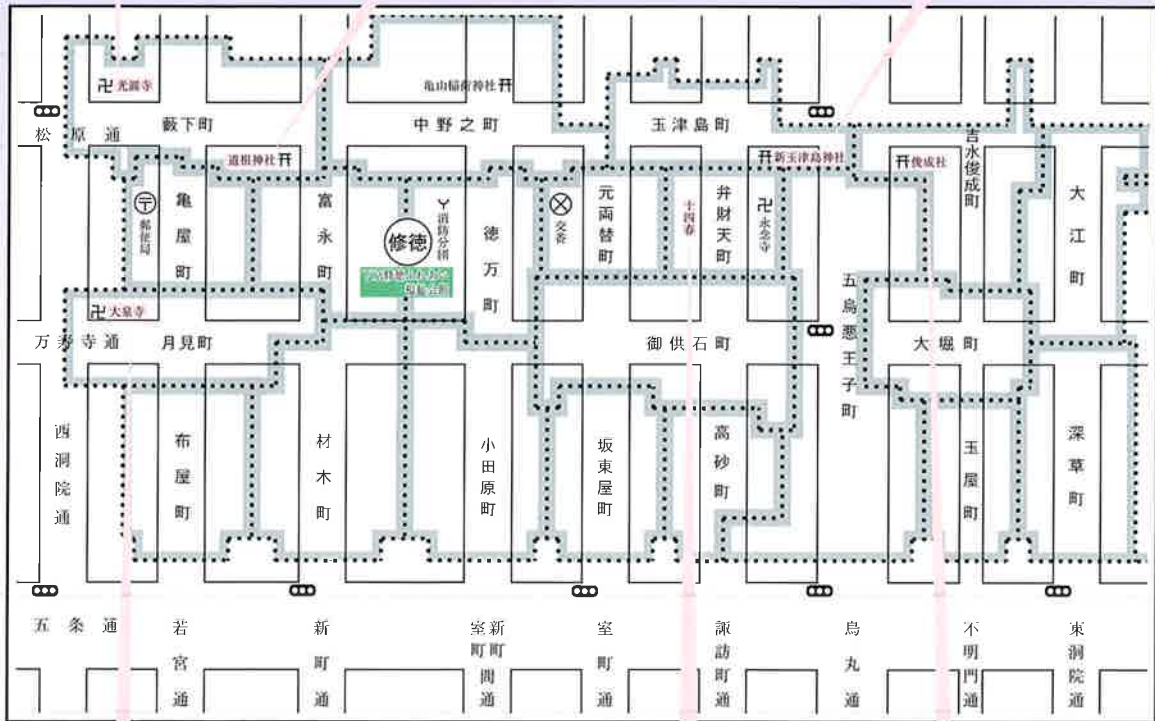 光圓寺
亀山稲荷神社
松原通
藪下町
中野之町
玉津島町
道祖神社
新玉津島神社
俊成社
吉水俊成町
大江町
郵便局
亀屋町
富永町
修徳
消防分団
徳万町
交番
元両替町
十四春
弁財天町
永念寺
五烏悪王子町
大泉寺
万寿寺通
月見町
御供石町
大堀町
西洞院通
布屋町
材木町
小田原町
坂東屋町
高砂町
玉屋町
深草町
五条通
若宮通
新町通
新町
室町
間通
室町通
諏訪町通
烏丸通
不明門通
東洞院通